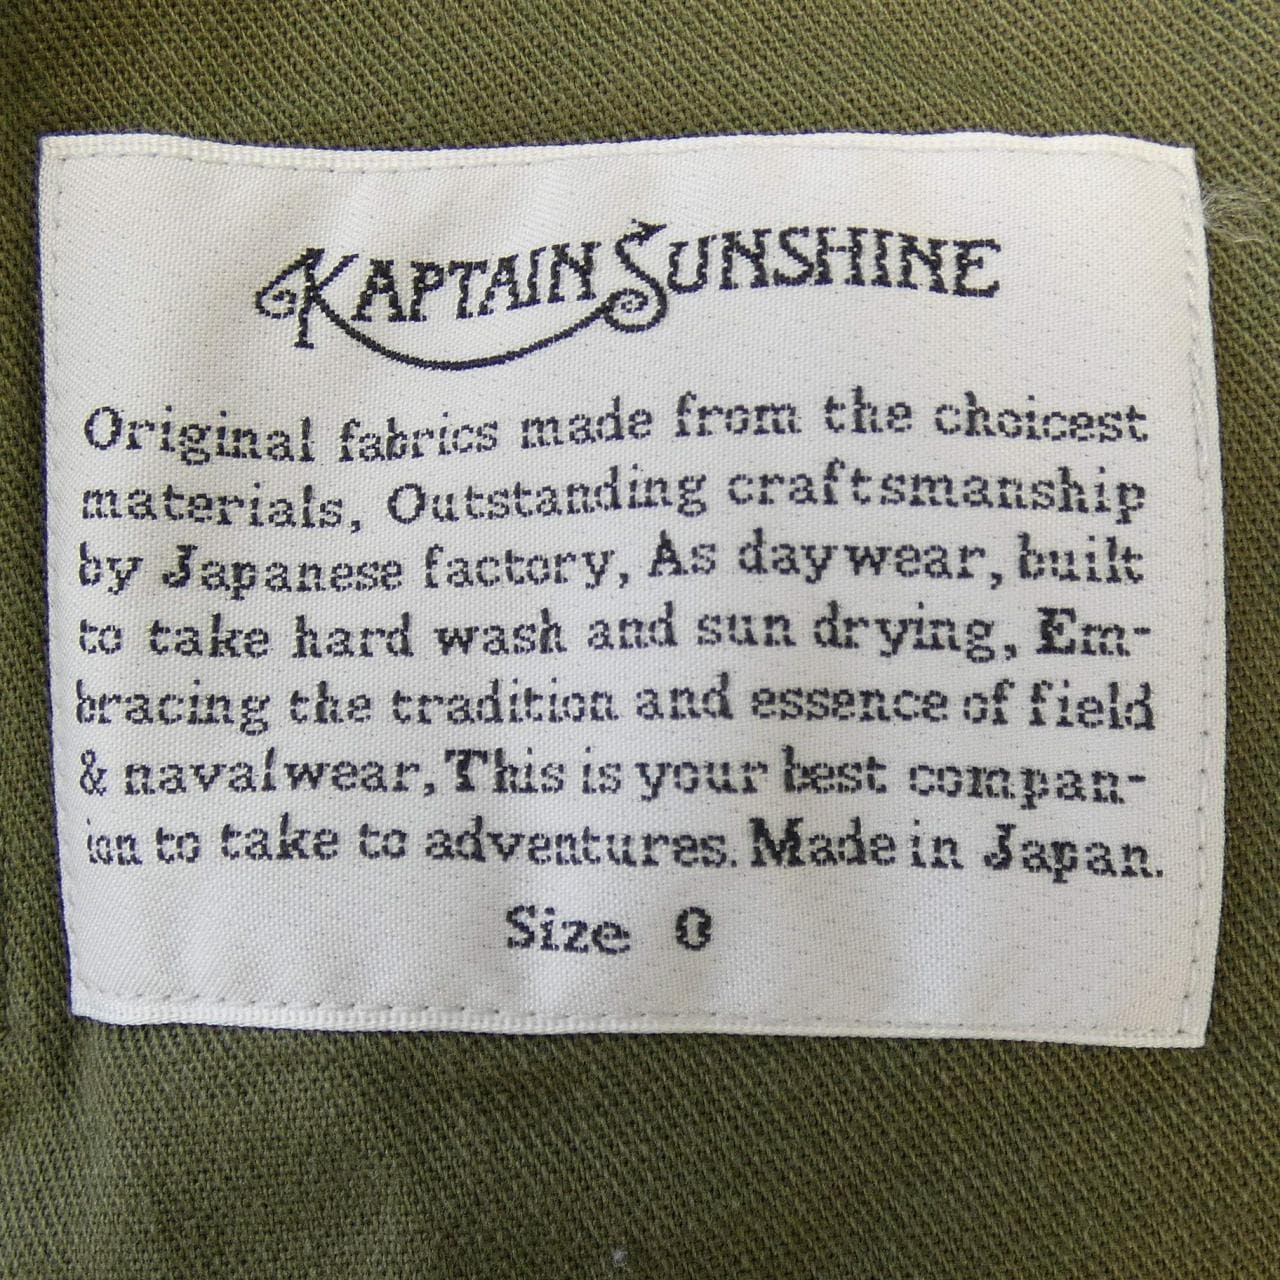 KAPTAIN SUNSHINE
Original fabrics made from the choicest
materials, Outstanding craftsmanship
by Japanese factory, As daywear, built
to take hard wash and sun drying, Em-
bracing the tradition and essence of field
& navalwear, This is your best compan-
ion to take to adventures. Made in Japan.
Size 0